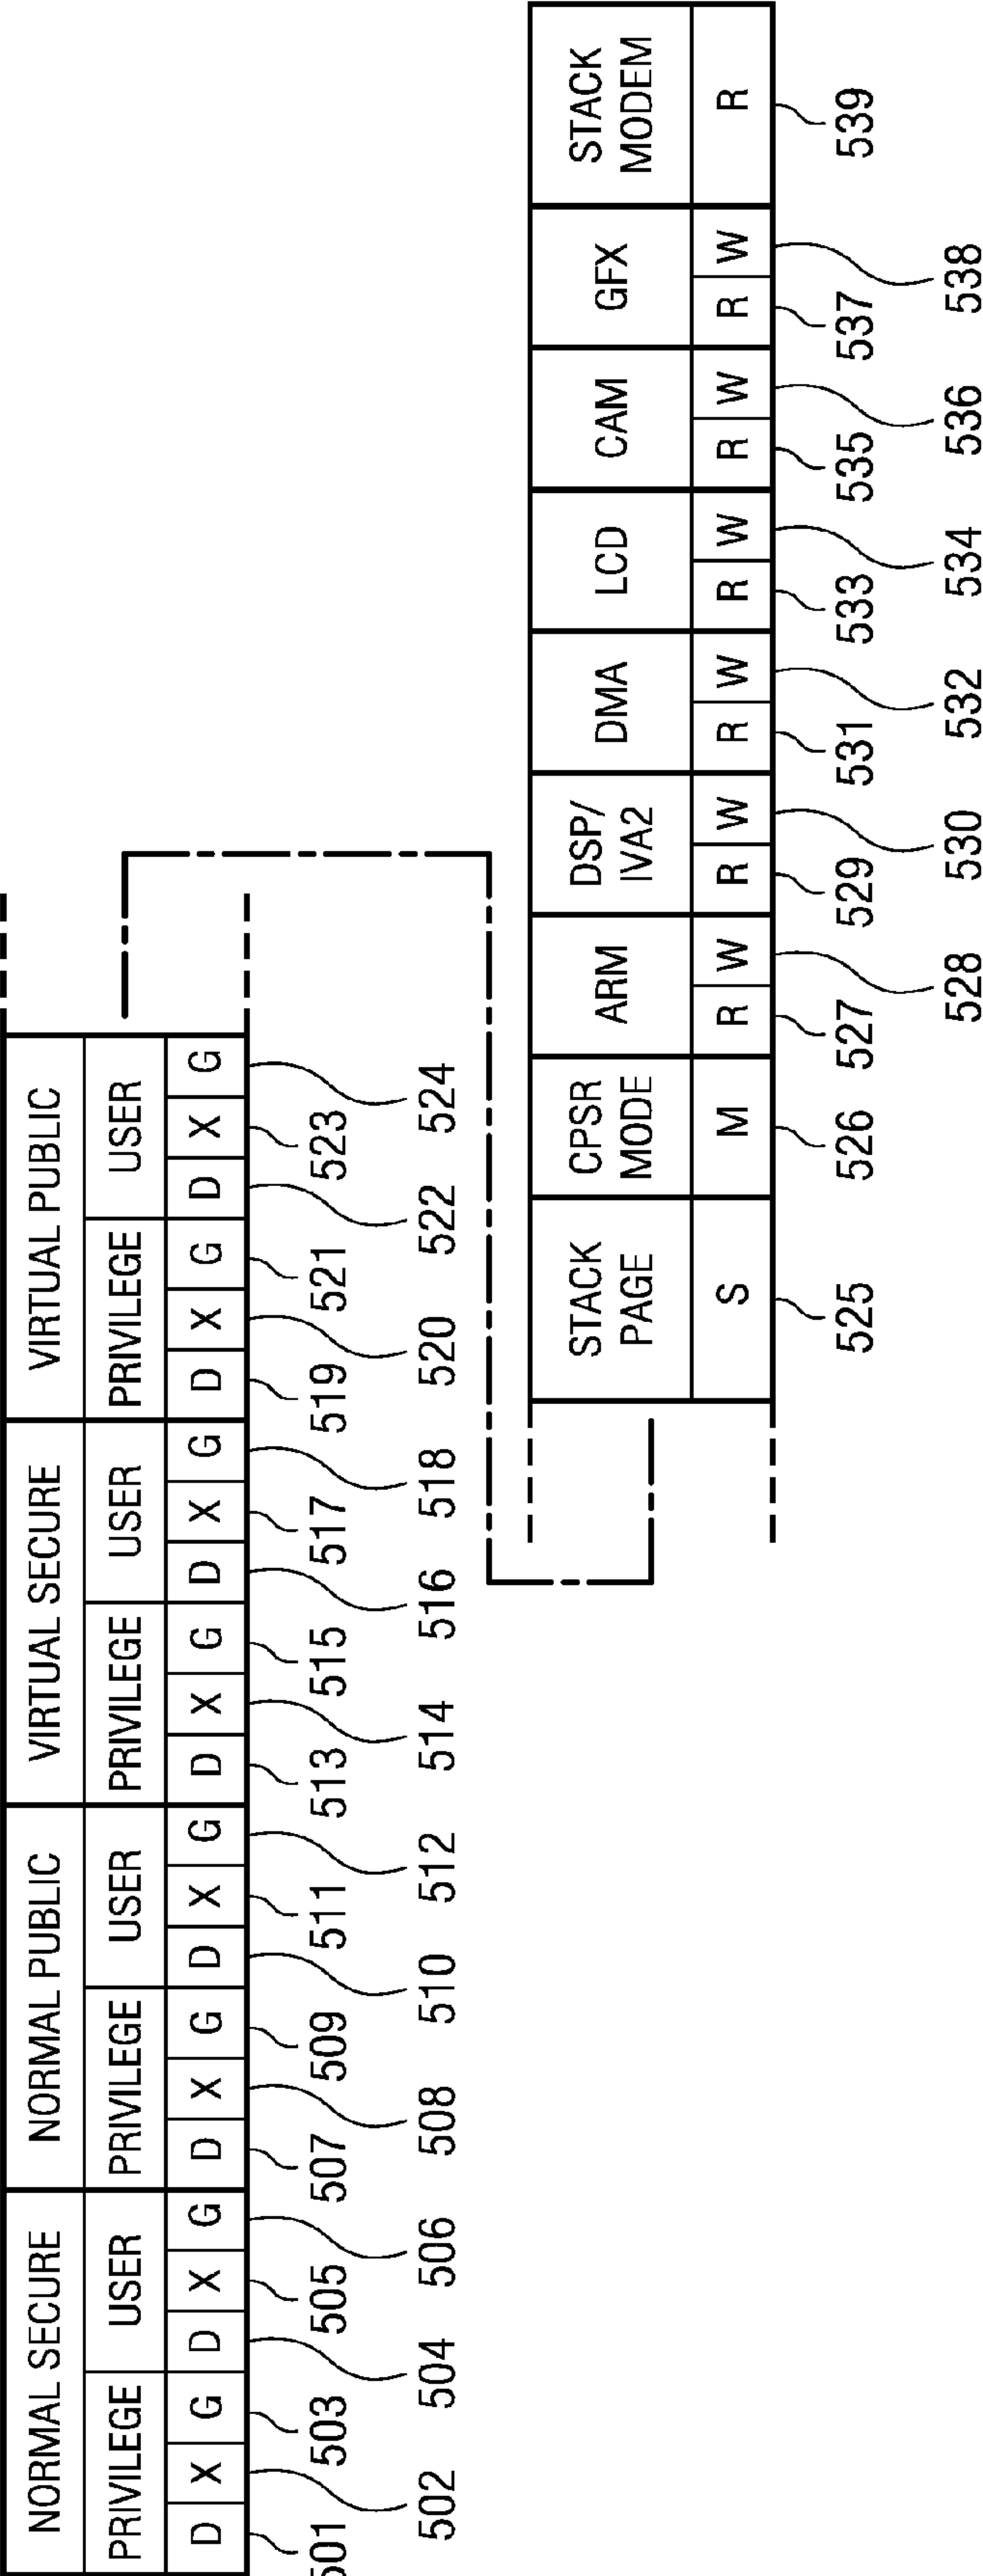 NORMAL SECURE NORMAL PUBLIC VIRTUAL SECURE VIRTUAL PUBLIC
PRIVILEGE USER PRIVILEGE USER PRIVILEGE USER PRIVILEGE USER
D X G D X G D X G D X G D X G D X G D X G D X G
501 503 505 507 509 511 513 515 517 519 521 523
502 504 506 508 510 512 514 516 518 520 522 524
STACK PAGE CPSR MODE ARM DSP/ IVA2 DMA LCD CAM GFX STACK MODEM
S M R W R W R W R W R W R W R
525 526 527 529 531 533 535 537 539
528 530 532 534 536 538